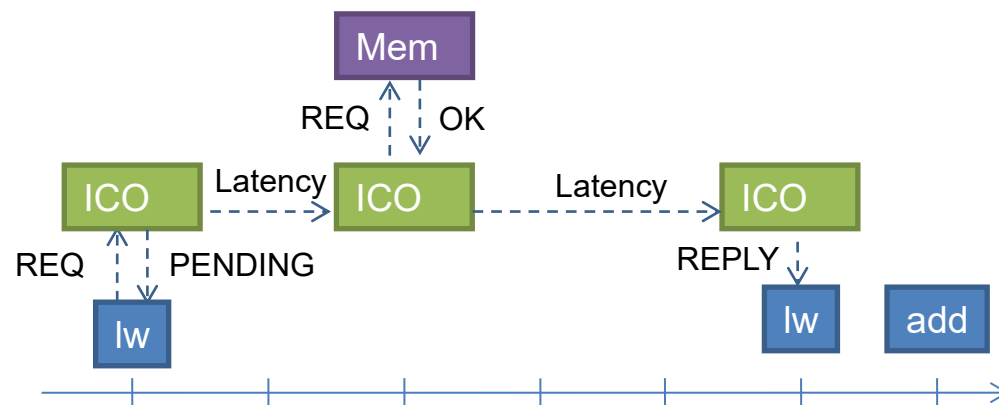 Mem
REQ OK
ICO Latency ICO Latency ICO
REQ PENDING REPLY
lw lw add